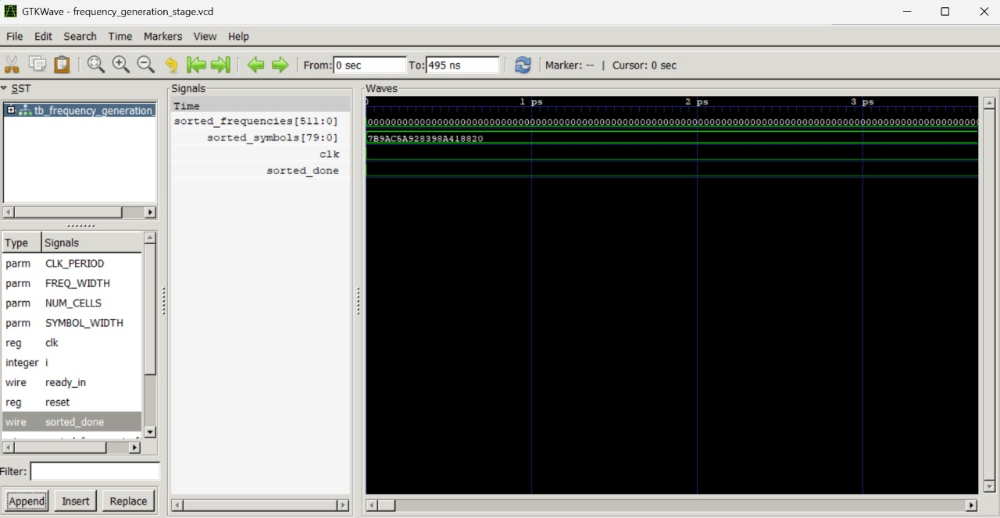 GTKWave - frequency_generation_stage.vcd
File Edit Search Time Markers View Help
From: 0 sec To: 495 ns Marker: -- | Cursor: 0 sec
SST
tb_frequency_generation
Type Signals
parm CLK_PERIOD
parm FREQ_WIDTH
parm NUM_CELLS
parm SYMBOL_WIDTH
reg clk
integer i
wire ready_in
reg reset
wire sorted_done
Filter:
Append Insert Replace
Signals
Time
sorted_frequencies[511:0]
sorted_symbols[79:0]
clk
sorted_done
Waves
0 1 ps 2 ps 3 ps
7B9AC5A928398A418820